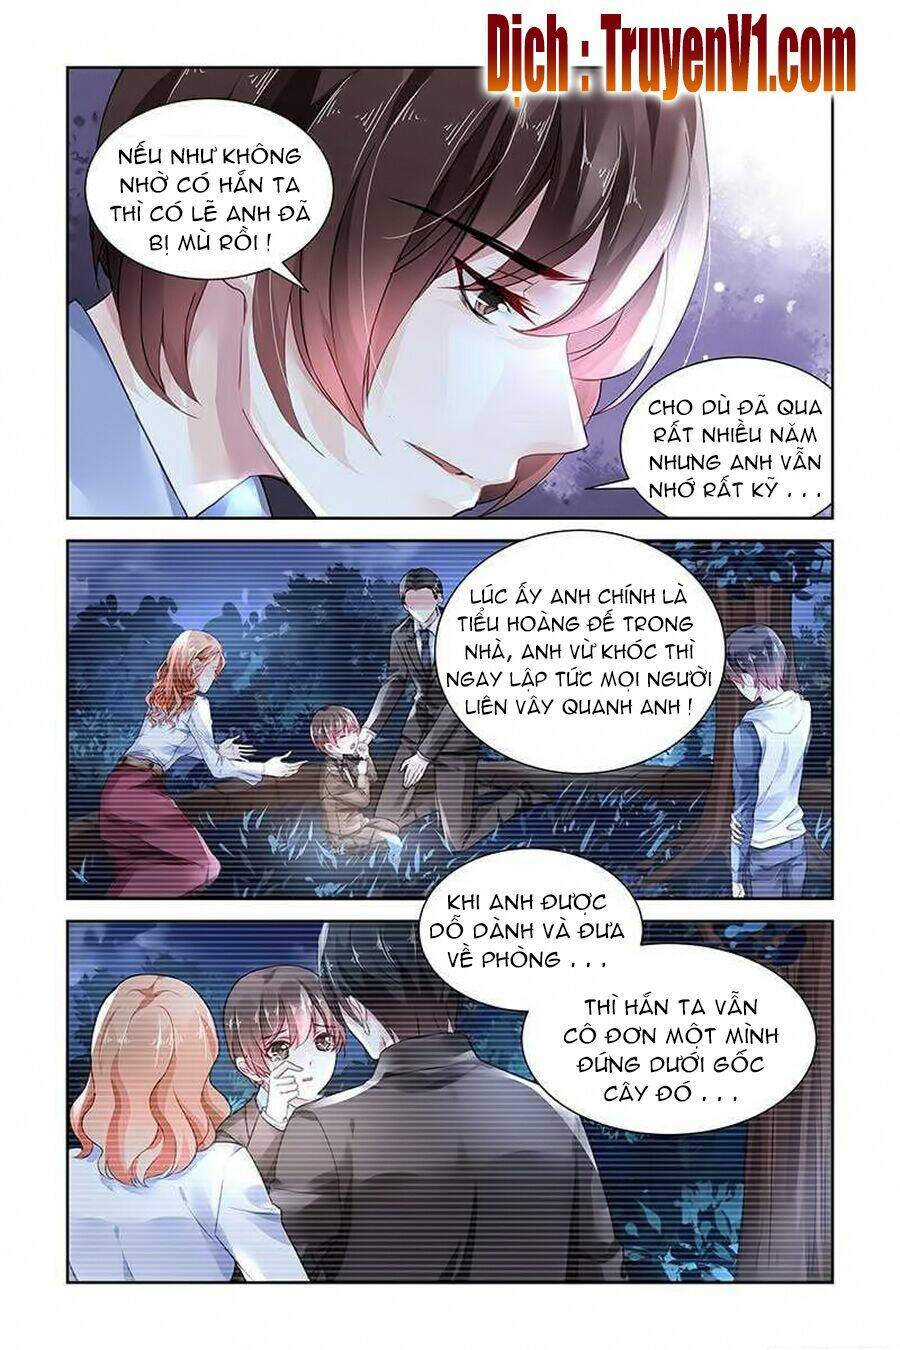 Dịch : TruyenV1.com
NẾU NHƯ KHÔNG
NHỜ CÓ HẮN TA
THÌ CÓ LẼ ANH ĐÃ
BỊ MÙ RỒI !
CHO DÙ ĐÃ QUA
RẤT NHIỀU NĂM
NHƯNG ANH VẪN
NHỚ RẤT KỸ . . .
LÚC ẤY ANH CHÍNH LÀ
TIỂU HOÀNG ĐẾ TRONG
NHÀ, ANH VỪ KHÓC THÌ
NGAY LẬP TỨC MỌI NGƯỜI
LIÊN VÂY QUANH ANH !
KHI ANH ĐƯỢC
DỖ DÀNH VÀ ĐƯA
VỀ PHÒNG . . .
THÌ HẮN TA VẪN
CÔ ĐƠN MỘT MÌNH
ĐỨNG DƯỚI GỐC
CÂY ĐÓ . . .